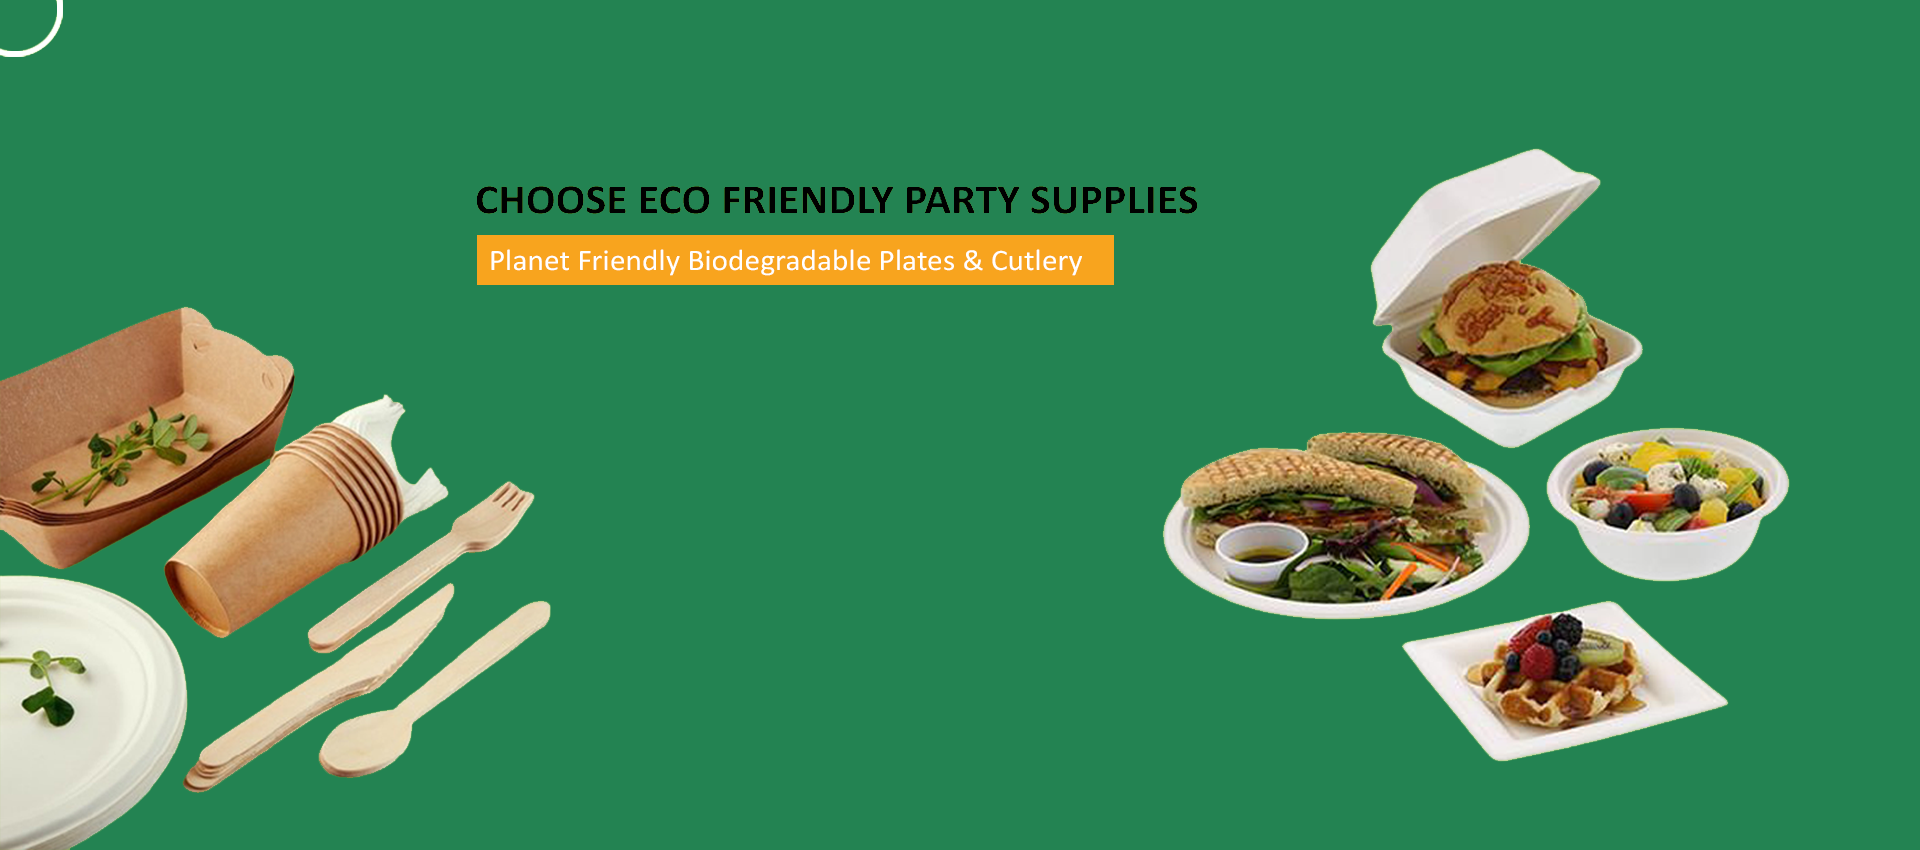 CHOOSE ECO FRIENDLY PARTY SUPPLIES
Planet Friendly Biodegradable Plates & Cutlery